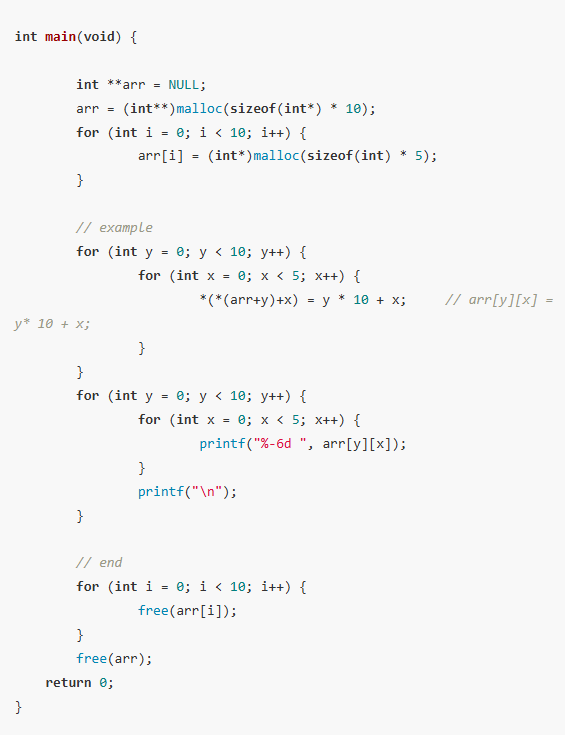 int main(void) {
int **arr = NULL;
arr = (int**)malloc(sizeof(int*) * 10);
for (int i = 0; i < 10; i++) {
arr[i] = (int*)malloc(sizeof(int) * 5);
}
// example
for (int y = 0; y < 10; y++) {
for (int x = 0; x < 5; x++) {
*(*(arr+y)+x) = y * 10 + x;     // arr[y][x] =
y* 10 + x;
}
}
for (int y = 0; y < 10; y++) {
for (int x = 0; x < 5; x++) {
printf("%-6d ", arr[y][x]);
}
printf("\n");
}
// end
for (int i = 0; i < 10; i++) {
free(arr[i]);
}
free(arr);
return 0;
}